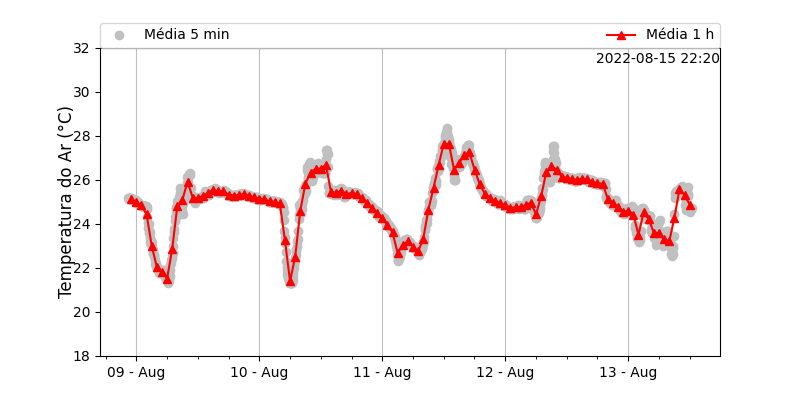 Média 5 min
Média 1 h
2022-08-15 22:20
Temperatura do Ar (°C)
32
30
28
26
24
22
20
18
09 - Aug
10 - Aug
11 - Aug
12 - Aug
13 - Aug